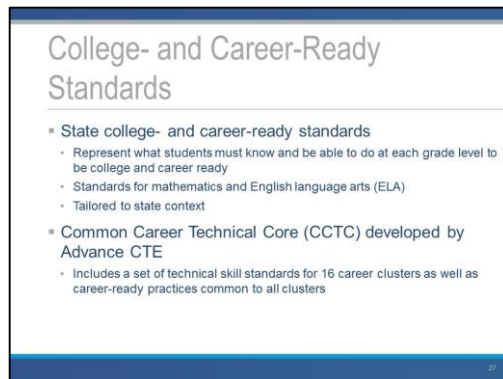 College- and Career-Ready
Standards
▪ State college- and career-ready standards
• Represent what students must know and be able to do at each grade level to
be college and career ready
• Standards for mathematics and English language arts (ELA)
• Tailored to state context
▪ Common Career Technical Core (CCTC) developed by
Advance CTE
• Includes a set of technical skill standards for 16 career clusters as well as
career-ready practices common to all clusters
27